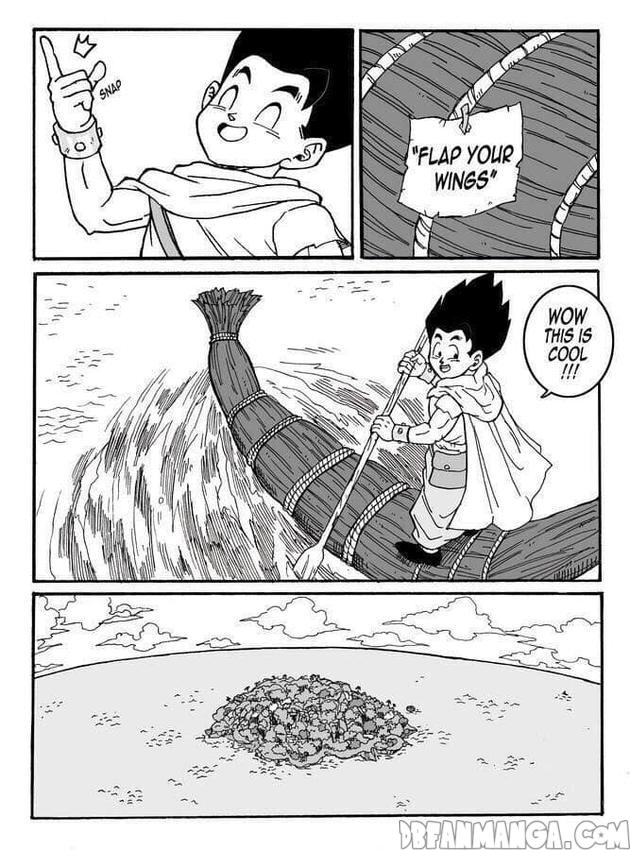 SNAP
"FLAP YOUR
WINGS"
WOW
THIS IS
COOL
!!!
DBFANMANGA.COM